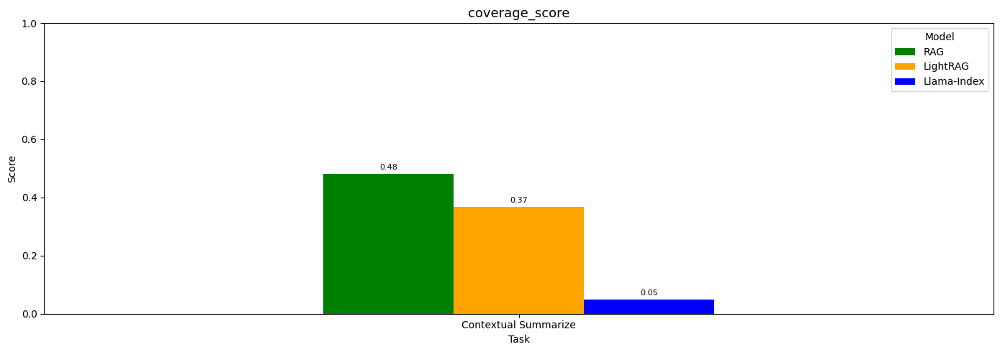 coverage_score
1.0
0.8
0.6
0.4
0.2
0.0
Score
Model
RAG
LightRAG
Llama-Index
0.48
0.37
0.05
Contextual Summarize
Task